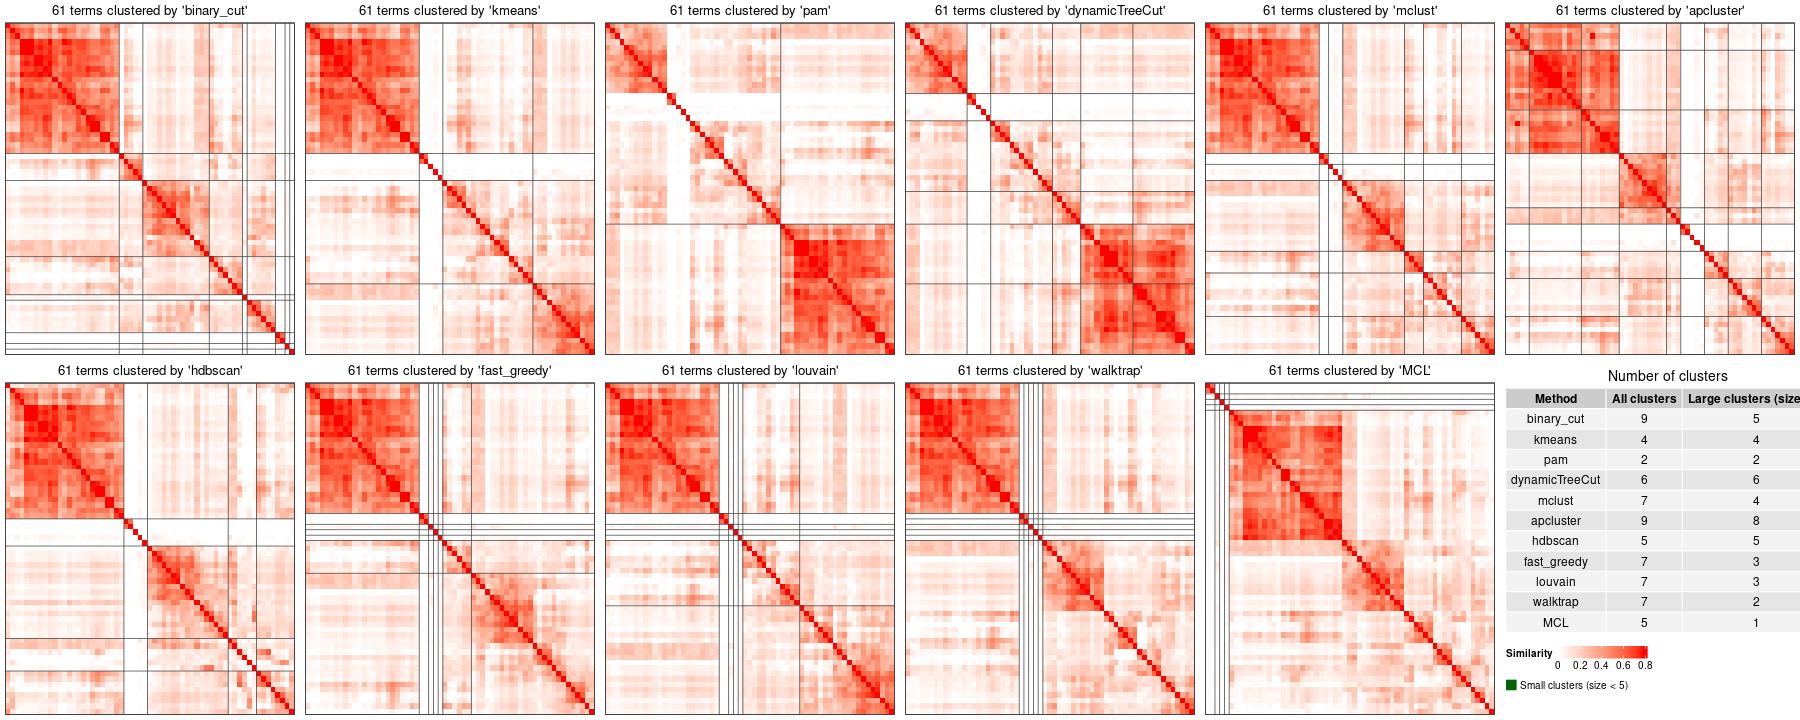 61 terms clustered by 'binary_cut'
61 terms clustered by 'kmeans'
61 terms clustered by 'pam'
61 terms clustered by 'dynamicTreeCut'
61 terms clustered by 'mclust'
61 terms clustered by 'apcluster'
61 terms clustered by 'hdbscan'
61 terms clustered by 'fast_greedy'
61 terms clustered by 'louvain'
61 terms clustered by 'walktrap'
61 terms clustered by 'MCL'
Number of clusters
Method All clusters Large clusters (size
binary_cut 9 5
kmeans 4 4
pam 2 2
dynamicTreeCut 6 6
mclust 7 4
apcluster 9 8
hdbscan 5 5
fast_greedy 7 3
louvain 7 3
walktrap 7 2
MCL 5 1
Similarity
0 0.2 0.4 0.6 0.8
Small clusters (size < 5)